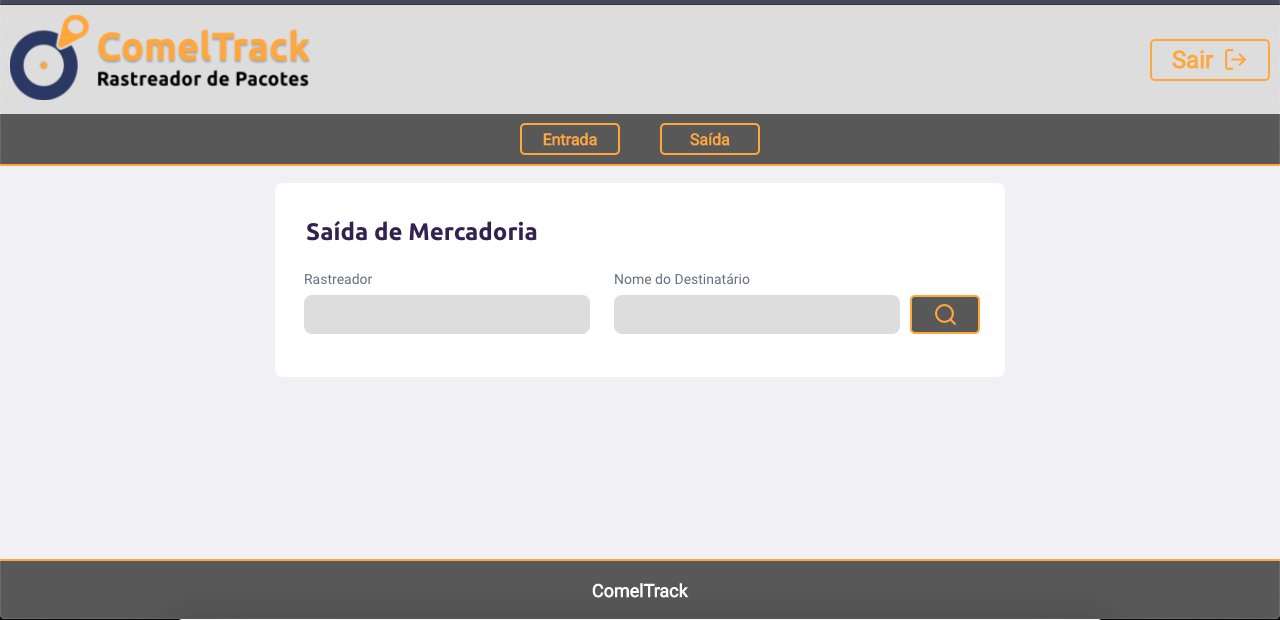 ComelTrack
Rastreador de Pacotes
Sair
Entrada
Saída
Saída de Mercadoria
Rastreador
Nome do Destinatário
ComelTrack